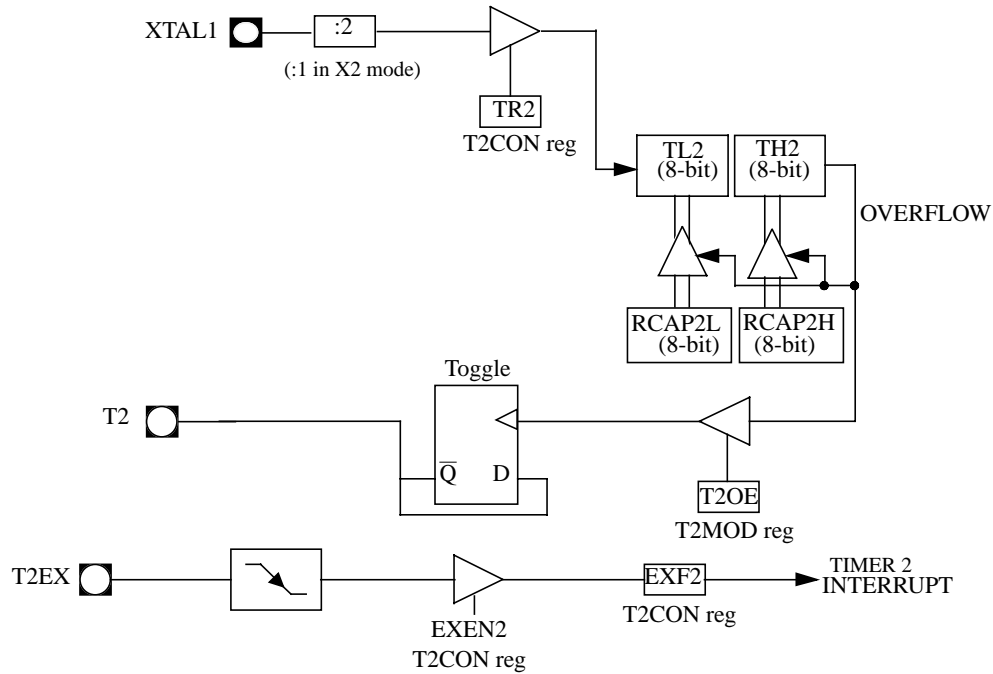 XTAL1
:2
(:1 in X2 mode)
TR2
T2CON reg
TL2
(8-bit)
TH2
(8-bit)
OVERFLOW
RCAP2L
(8-bit)
RCAP2H
(8-bit)
Toggle
T2
Q̅ D
T2OE
T2MOD reg
T2EX
EXEN2
T2CON reg
EXF2
T2CON reg
TIMER 2
INTERRUPT